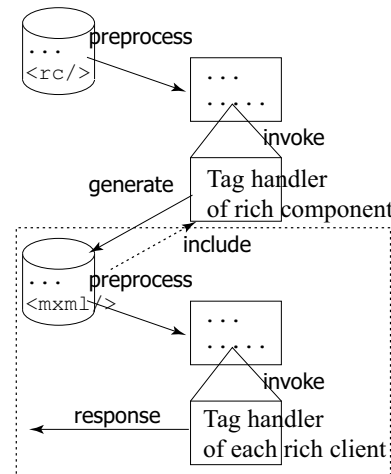 preprocess
...
<rc/>
...
.....
invoke
generate
Tag handler
of rich component
include
...
preprocess
<mxml/>
...
.....
invoke
response
Tag handler
of each rich client